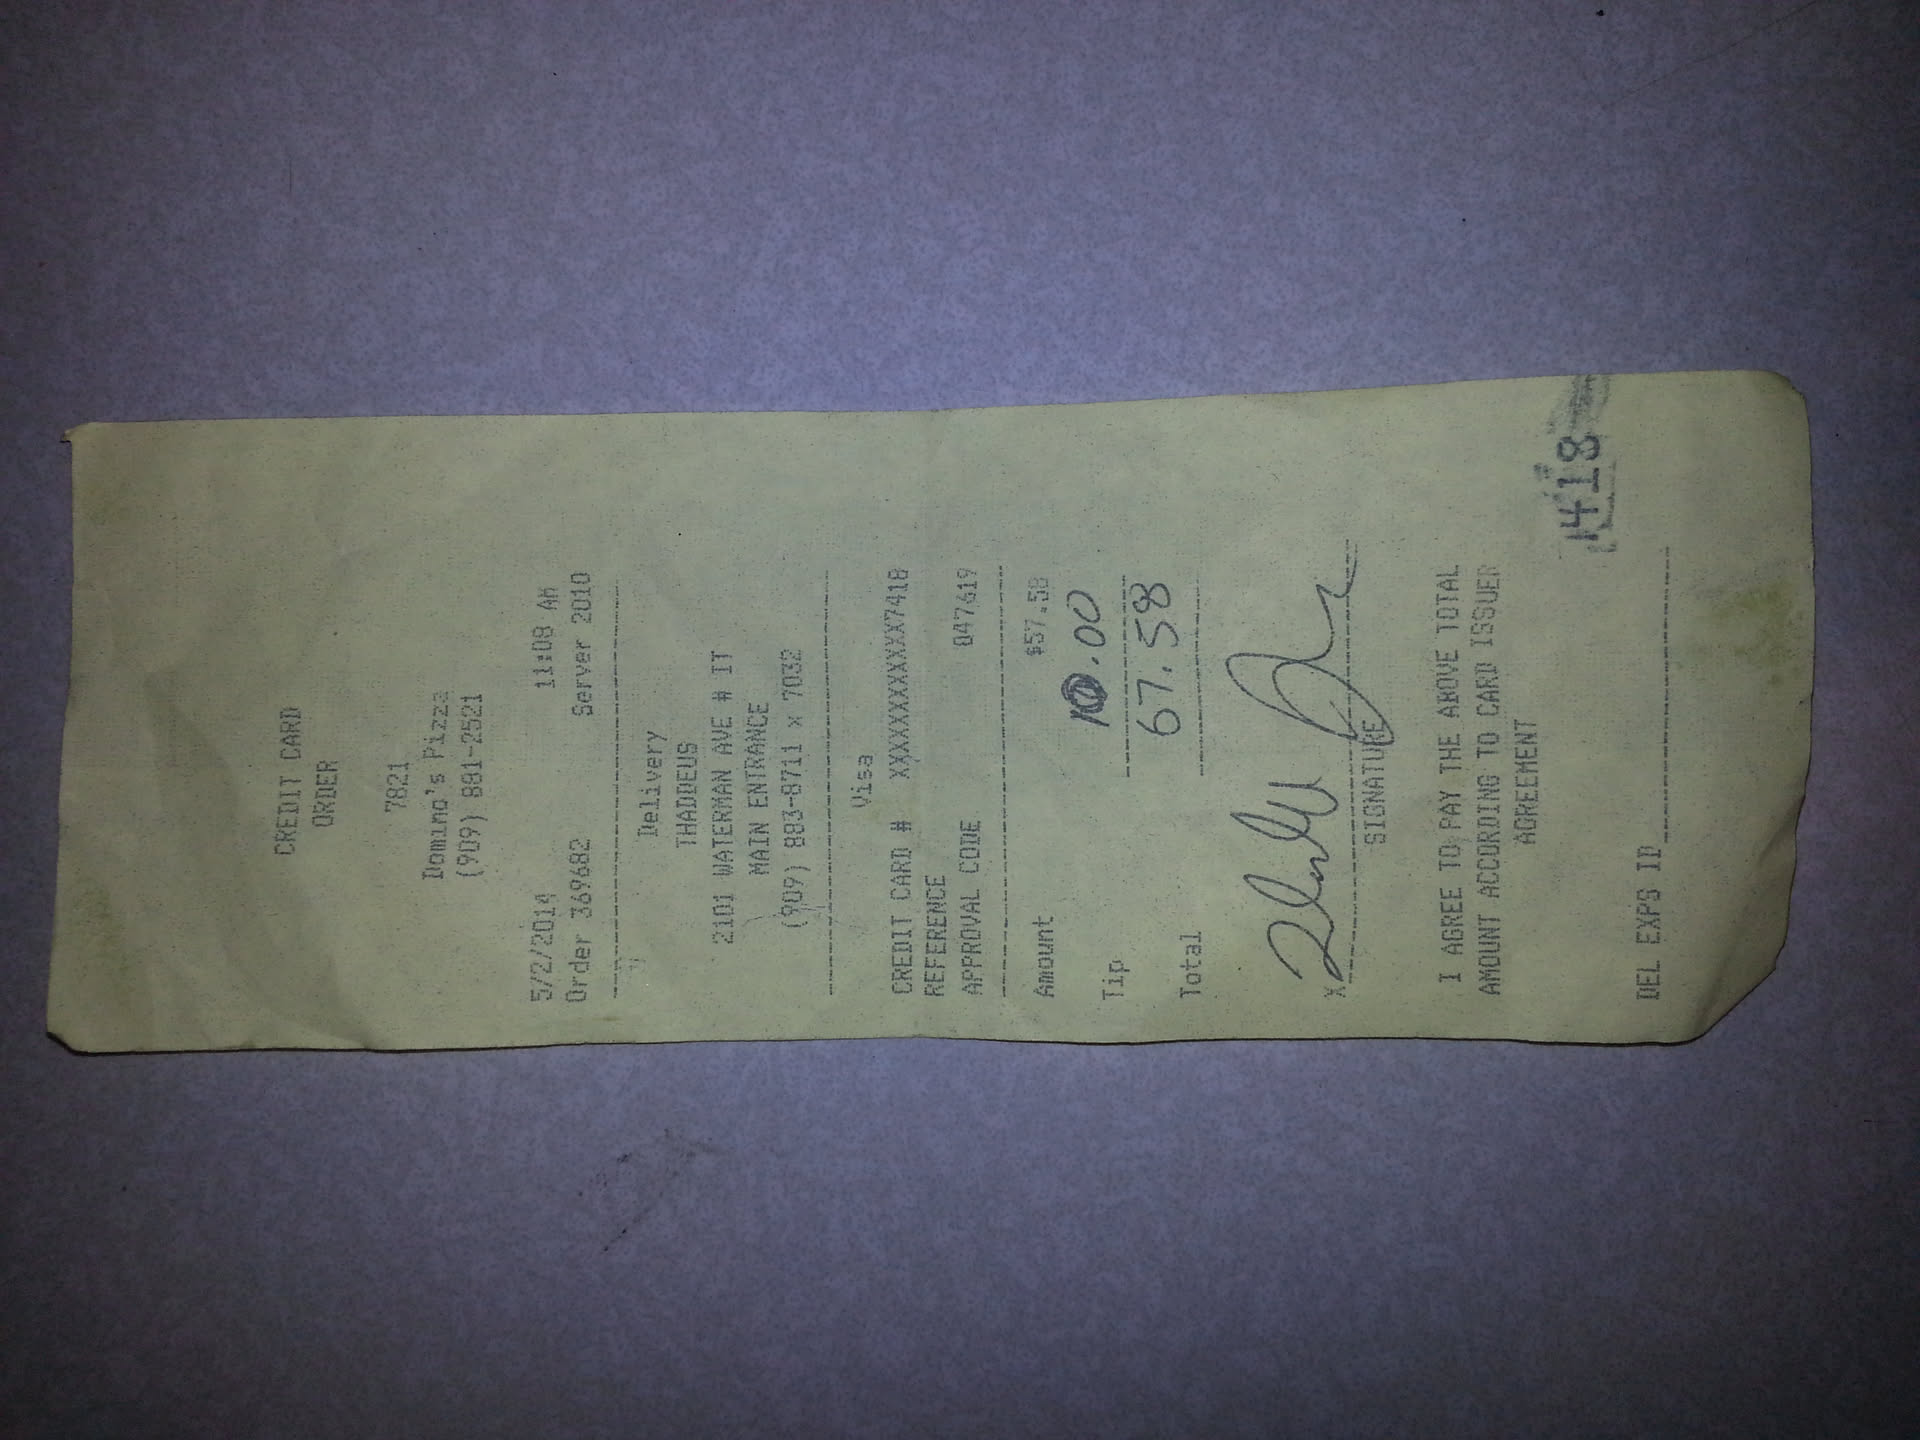 CREDIT CARD
ORDER
7821
Domino's Pizza
(909) 881-2521
5/2/2014 11:08 AM
Order 369682 Server 2010
Delivery
THADDEUS
2101 WATERMAN AVE # IT
MAIN ENTRANCE
(909) 883-8711 x 7032
Visa
CREDIT CARD # XXXXXXXXXXXX7418
REFERENCE
APPROVAL CODE 047619
Amount $57.58
Tip 10.00
Total 67.58
X
SIGNATURE
I AGREE TO PAY THE ABOVE TOTAL
AMOUNT ACCORDING TO CARD ISSUER
AGREEMENT
1418
DEL EXPS ID